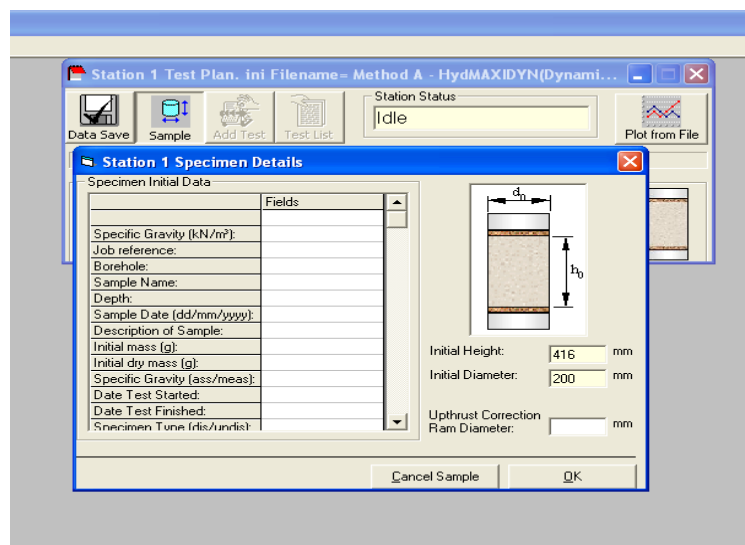 Station 1 Test Plan. ini Filename= Method A - HydMAXIDYN(Dynami...
Station Status
Idle
Data Save
Sample
Add Test
Test List
Plot from File
Station 1 Specimen Details
Specimen Initial Data
Fields
Specific Gravity (kN/m³):
Job reference:
Borehole:
Sample Name:
Depth:
Sample Date (dd/mm/yyyy):
Description of Sample:
Initial mass (g):
Initial dry mass (g):
Specific Gravity (ass/meas):
Date Test Started:
Date Test Finished:
Specimen Type (dis/undis):
d0
h0
Initial Height: 416 mm
Initial Diameter: 200 mm
Upthrust Correction
Ram Diameter: mm
Cancel Sample
OK